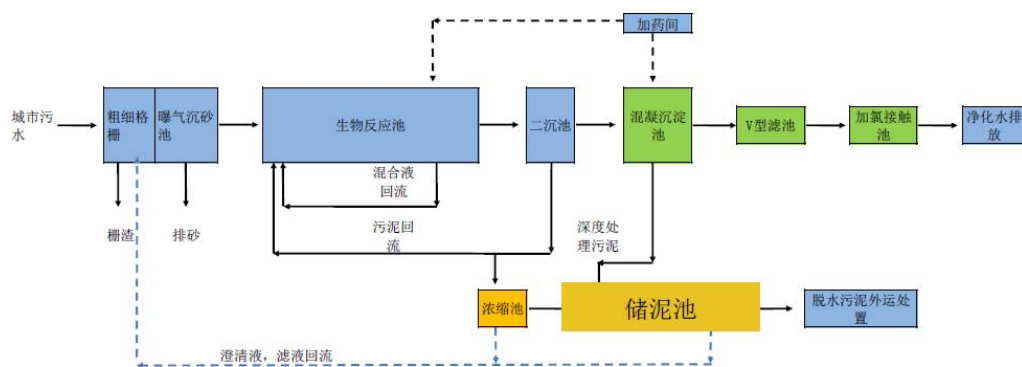 加药间
城市污
水
粗细格
栅
曝气沉砂
池
生物反应池
二沉池
混凝沉淀
池
V型滤池
加氯接触
池
净化水排
放
混合液
回流
栅渣
排砂
污泥回
流
深度处
理污泥
浓缩池
储泥池
脱水污泥外运处
置
澄清液，滤液回流